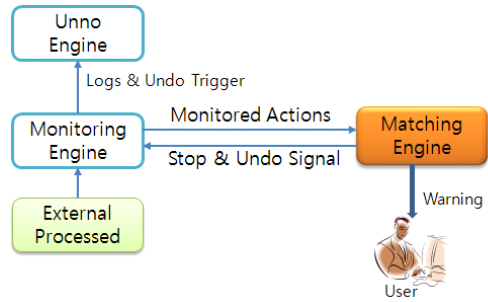 Unno
Engine
Logs & Undo Trigger
Monitored Actions
Monitoring
Engine
Matching
Engine
Stop & Undo Signal
External
Processed
Warning
User